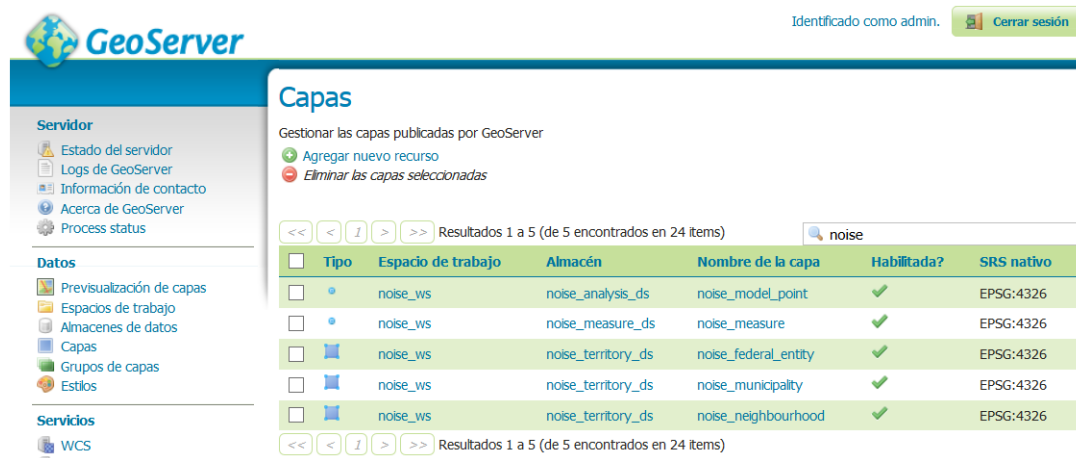 Identificado como admin.
Cerrar sesión
GeoServer
Servidor
Estado del servidor
Logs de GeoServer
Información de contacto
Acerca de GeoServer
Process status
Datos
Previsualización de capas
Espacios de trabajo
Almacenes de datos
Capas
Grupos de capas
Estilos
Servicios
WCS
Capas
Gestionar las capas publicadas por GeoServer
Agregar nuevo recurso
Eliminar las capas seleccionadas
<< < 1 > >> Resultados 1 a 5 (de 5 encontrados en 24 items) noise
Tipo Espacio de trabajo Almacén Nombre de la capa Habilitada? SRS nativo
noise_ws noise_analysis_ds noise_model_point EPSG:4326
noise_ws noise_measure_ds noise_measure EPSG:4326
noise_ws noise_territory_ds noise_federal_entity EPSG:4326
noise_ws noise_territory_ds noise_municipality EPSG:4326
noise_ws noise_territory_ds noise_neighbourhood EPSG:4326
<< < 1 > >> Resultados 1 a 5 (de 5 encontrados en 24 items)